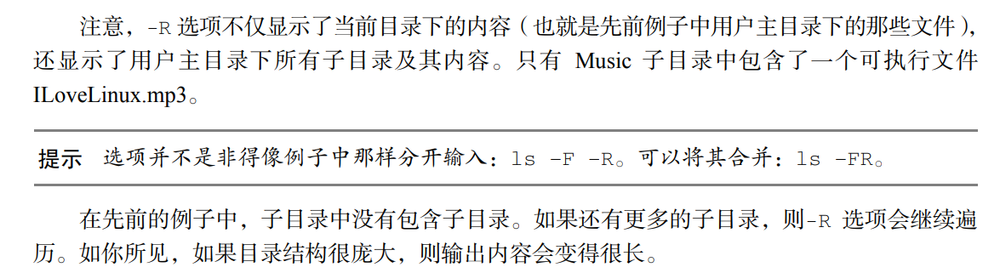 注意，-R 选项不仅显示了当前目录下的内容（也就是先前例子中用户主目录下的那些文件），
还显示了用户主目录下所有子目录及其内容。只有 Music 子目录中包含了一个可执行文件
ILoveLinux.mp3。
提示 选项并不是非得像例子中那样分开输入：ls –F –R。可以将其合并：ls –FR。
在先前的例子中，子目录中没有包含子目录。如果还有更多的子目录，则-R 选项会继续遍
历。如你所见，如果目录结构很庞大，则输出内容会变得很长。